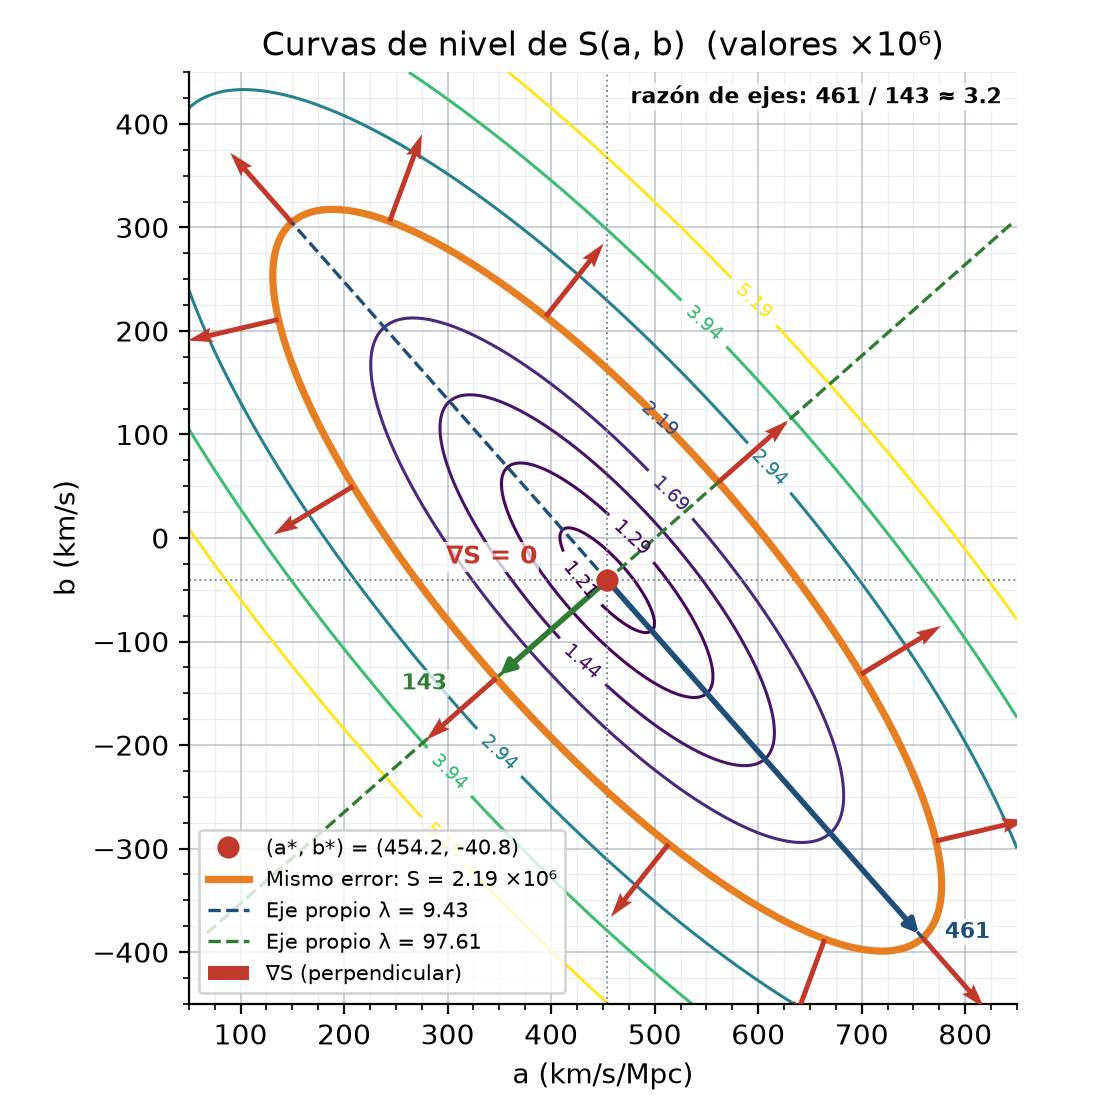 Curvas de nivel de S(a, b)  (valores ×10⁶)
razón de ejes: 461 / 143 ≈ 3.2
b (km/s)
400
300
200
100
0
−100
−200
−300
−400
5.19
3.94
2.19
2.94
1.69
1.29
∇S = 0
1.21
1.44
143
2.94
3.94
461
(a*, b*) = (454.2, -40.8)
Mismo error: S = 2.19 ×10⁶
Eje propio λ = 9.43
Eje propio λ = 97.61
∇S (perpendicular)
100 200 300 400 500 600 700 800
a (km/s/Mpc)